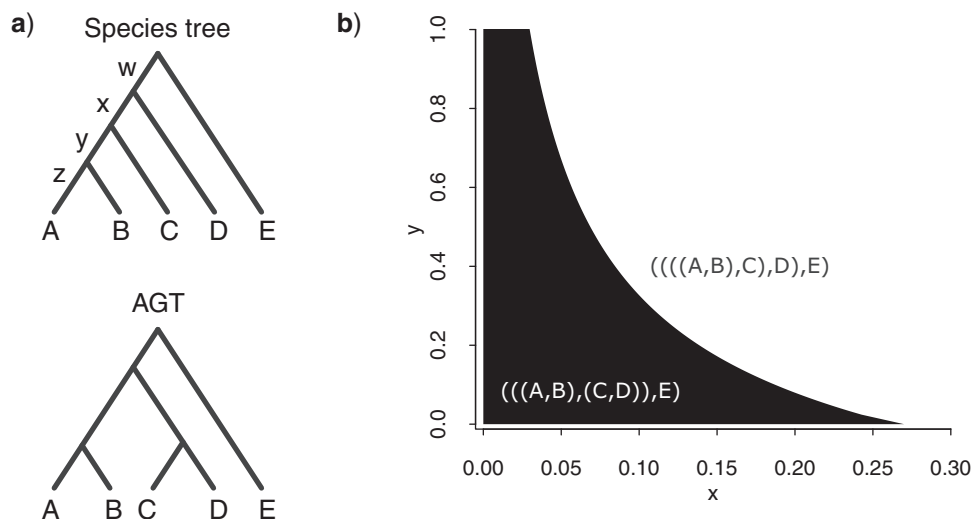 a)
Species tree
w
x
y
z
A B C D E
AGT
A B C D E
b)
y
1.0
0.8
0.6
0.4
0.2
0.0
((((A,B),C),D),E)
(((A,B),(C,D)),E)
0.00 0.05 0.10 0.15 0.20 0.25 0.30
x